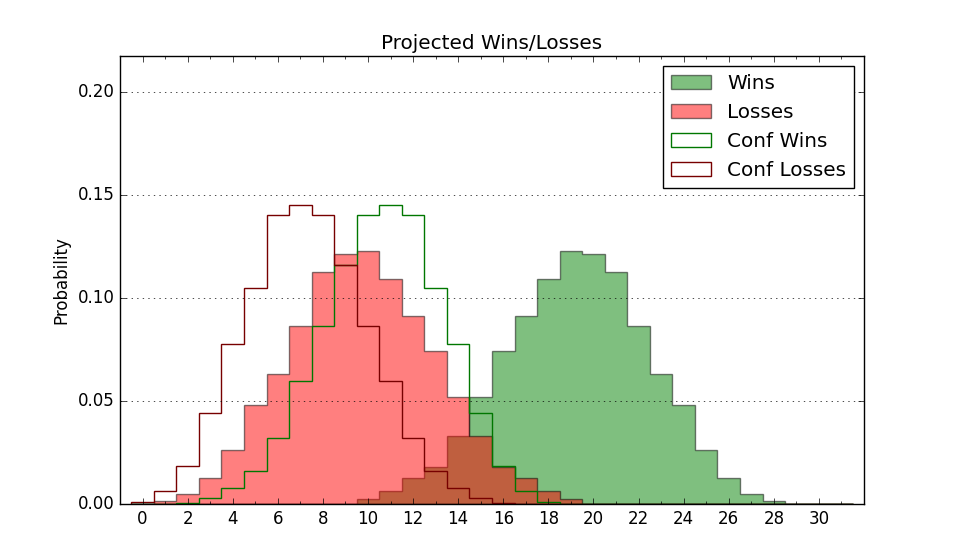 Projected Wins/Losses
Probability
0.20
0.15
0.10
0.05
0.00
0 2 4 6 8 10 12 14 16 18 20 22 24 26 28 30
Wins
Losses
Conf Wins
Conf Losses